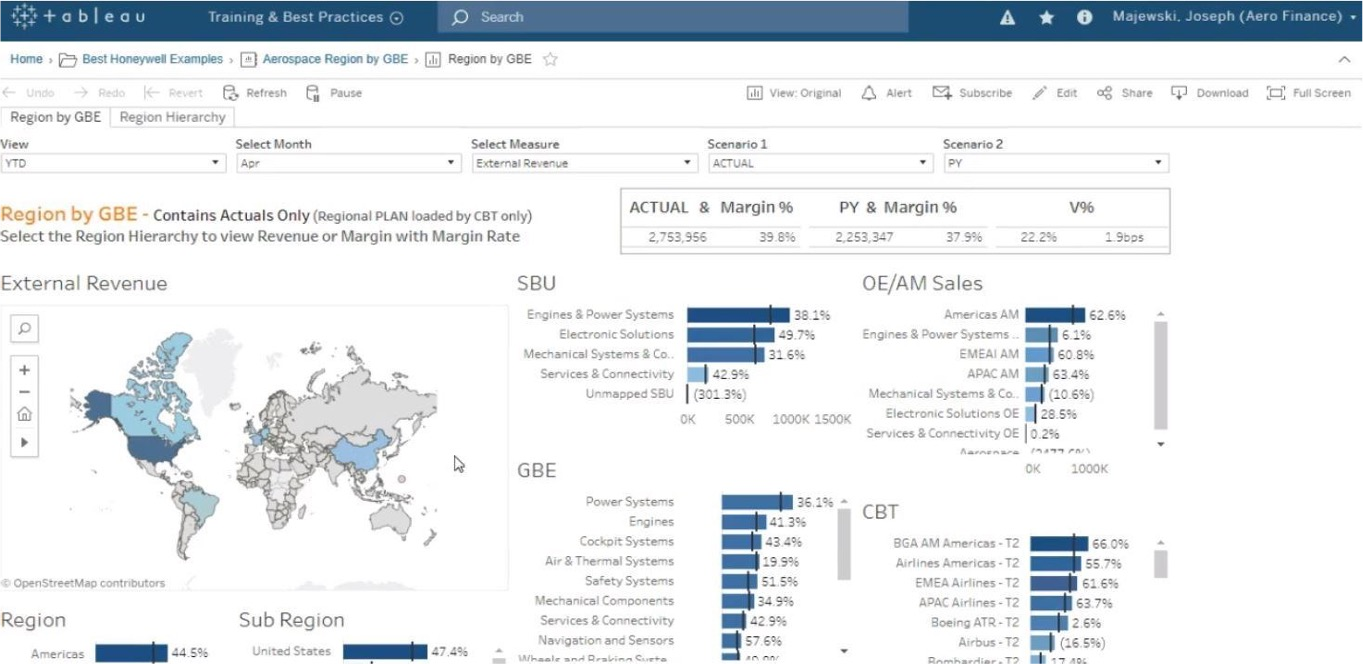 tableau Training & Best Practices Search Majewski, Joseph (Aero Finance)
Home › Best Honeywell Examples › Aerospace Region by GBE › Region by GBE
Undo Redo Revert Refresh Pause View: Original Alert Subscribe Edit Share Download Full Screen
Region by GBE Region Hierarchy
View Select Month Select Measure Scenario 1 Scenario 2
YTD Apr External Revenue ACTUAL PY
Region by GBE - Contains Actuals Only (Regional PLAN loaded by CBT only)
Select the Region Hierarchy to view Revenue or Margin with Margin Rate
ACTUAL & Margin % PY & Margin % V%
2,753,956 39.8% 2,253,347 37.9% 22.2% 1.9bps
External Revenue
© OpenStreetMap contributors
SBU
Engines & Power Systems 38.1%
Electronic Solutions 49.7%
Mechanical Systems & Co.. 31.6%
Services & Connectivity 42.9%
Unmapped SBU (301.3%)
0K 500K 1000K 1500K
OE/AM Sales
Americas AM 62.6%
Engines & Power Systems .. 6.1%
EMEAI AM 60.8%
APAC AM 63.4%
Mechanical Systems & Co.. (10.6%)
Electronic Solutions OE 28.5%
Services & Connectivity OE 0.2%
Aerospace
0K 1000K
GBE
Power Systems 36.1%
Engines 41.3%
Cockpit Systems 43.4%
Air & Thermal Systems 19.9%
Safety Systems 51.5%
Mechanical Components 34.9%
Services & Connectivity 42.9%
Navigation and Sensors 57.6%
Wheels and Braking Syste..
CBT
BGA AM Americas - T2 66.0%
Airlines Americas - T2 55.7%
EMEA Airlines - T2 61.6%
APAC Airlines - T2 63.7%
Boeing ATR - T2 2.6%
Airbus - T2 (16.5%)
Bombardier - T2 17.4%
Region
Americas 44.5%
Sub Region
United States 47.4%